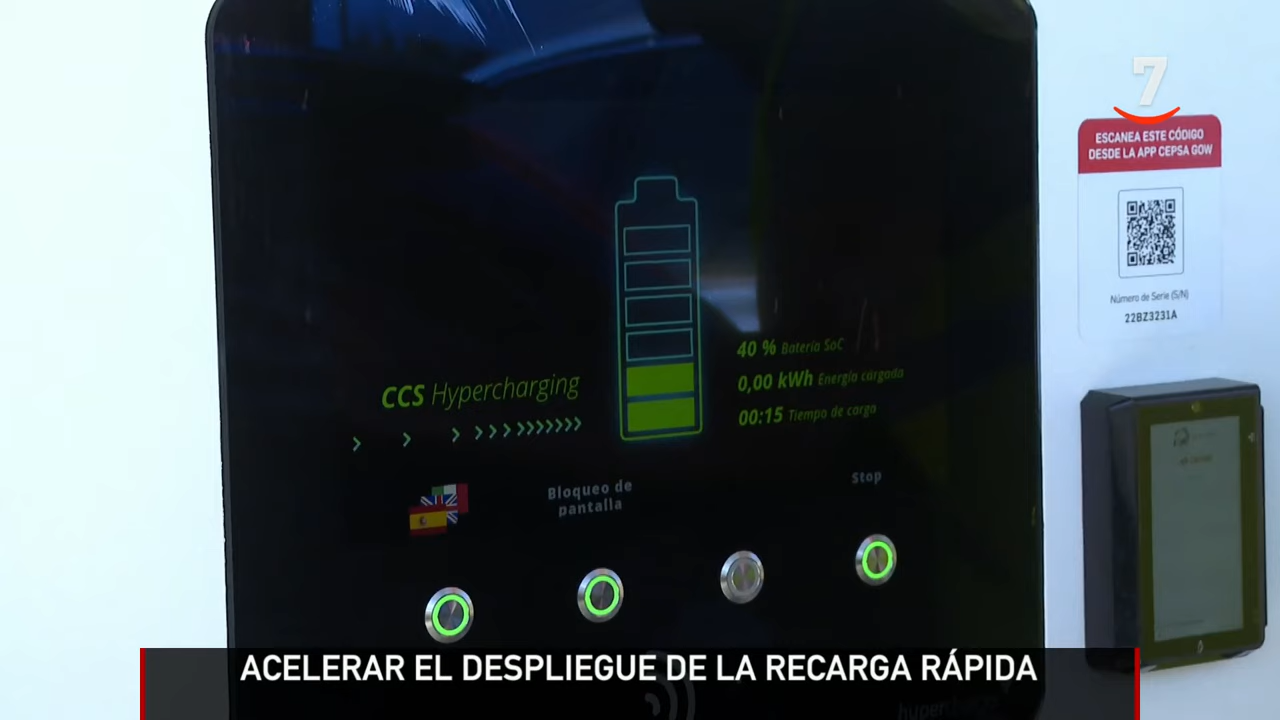 7
ESCANEA ESTE CÓDIGO
DESDE LA APP CEPSA GOW
Número de Serie (S/N)
22BZ3231A
40 % Batería SoC
0,00 kWh Energía cargada
00:15 Tiempo de carga
CCS Hypercharging
Bloqueo de
pantalla
Stop
ACELERAR EL DESPLIEGUE DE LA RECARGA RÁPIDA